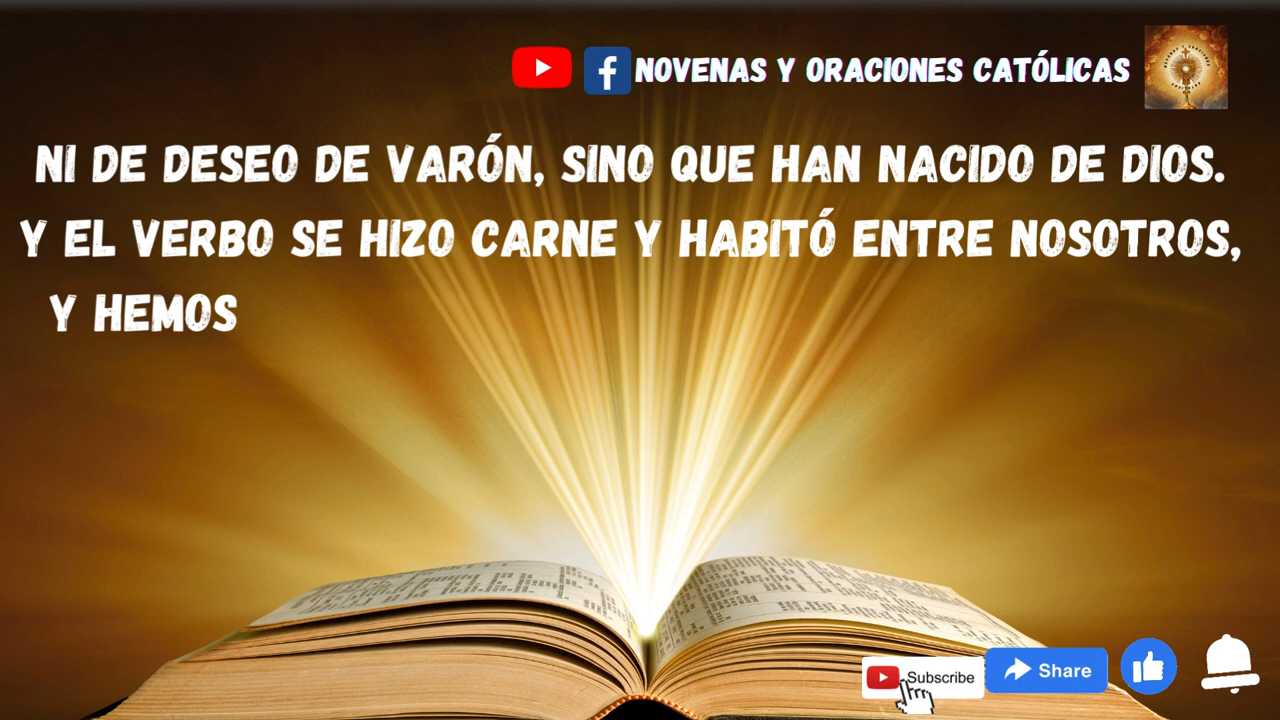 NOVENAS Y ORACIONES CATÓLICAS
NI DE DESEO DE VARÓN, SINO QUE HAN NACIDO DE DIOS.
Y EL VERBO SE HIZO CARNE Y HABITÓ ENTRE NOSOTROS,
Y HEMOS
Subscribe
Share